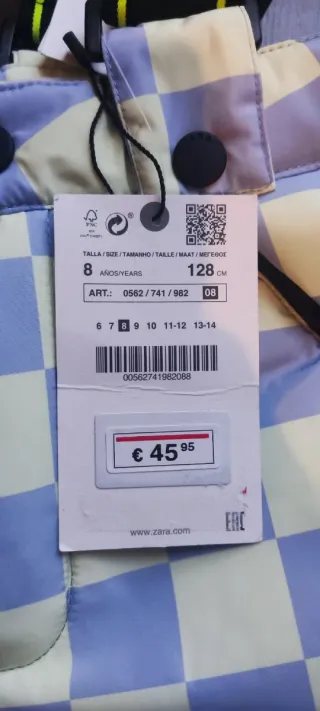 FSC
TALLA / SIZE / TAMANHO / TAILLE / MAAT / ΜΕΓΕΘΟΣ
8 AÑOS/YEARS 128 CM
ART.: 0562 / 741 / 982 08
6 7 8 9 10 11-12 13-14
00562741982088
€ 45 95
www.zara.com
EAC